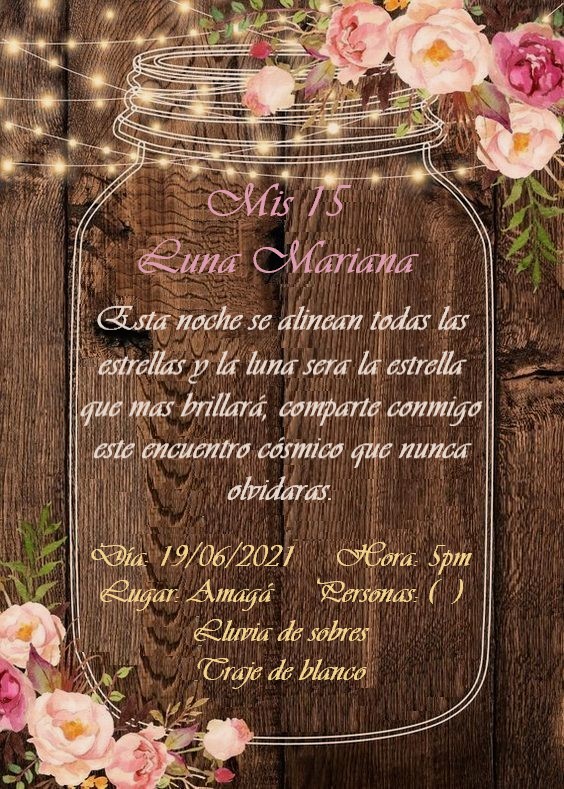 Mis 15
Luna Mariana
Esta noche se alinean todas las
estrellas y la luna sera la estrella
que mas brillará, comparte conmigo
este encuentro cósmico que nunca
olvidaras.
Día: 19/06/2021 Hora: 5pm
Lugar: Amagá Personas: ( )
Lluvia de sobres
Traje de blanco